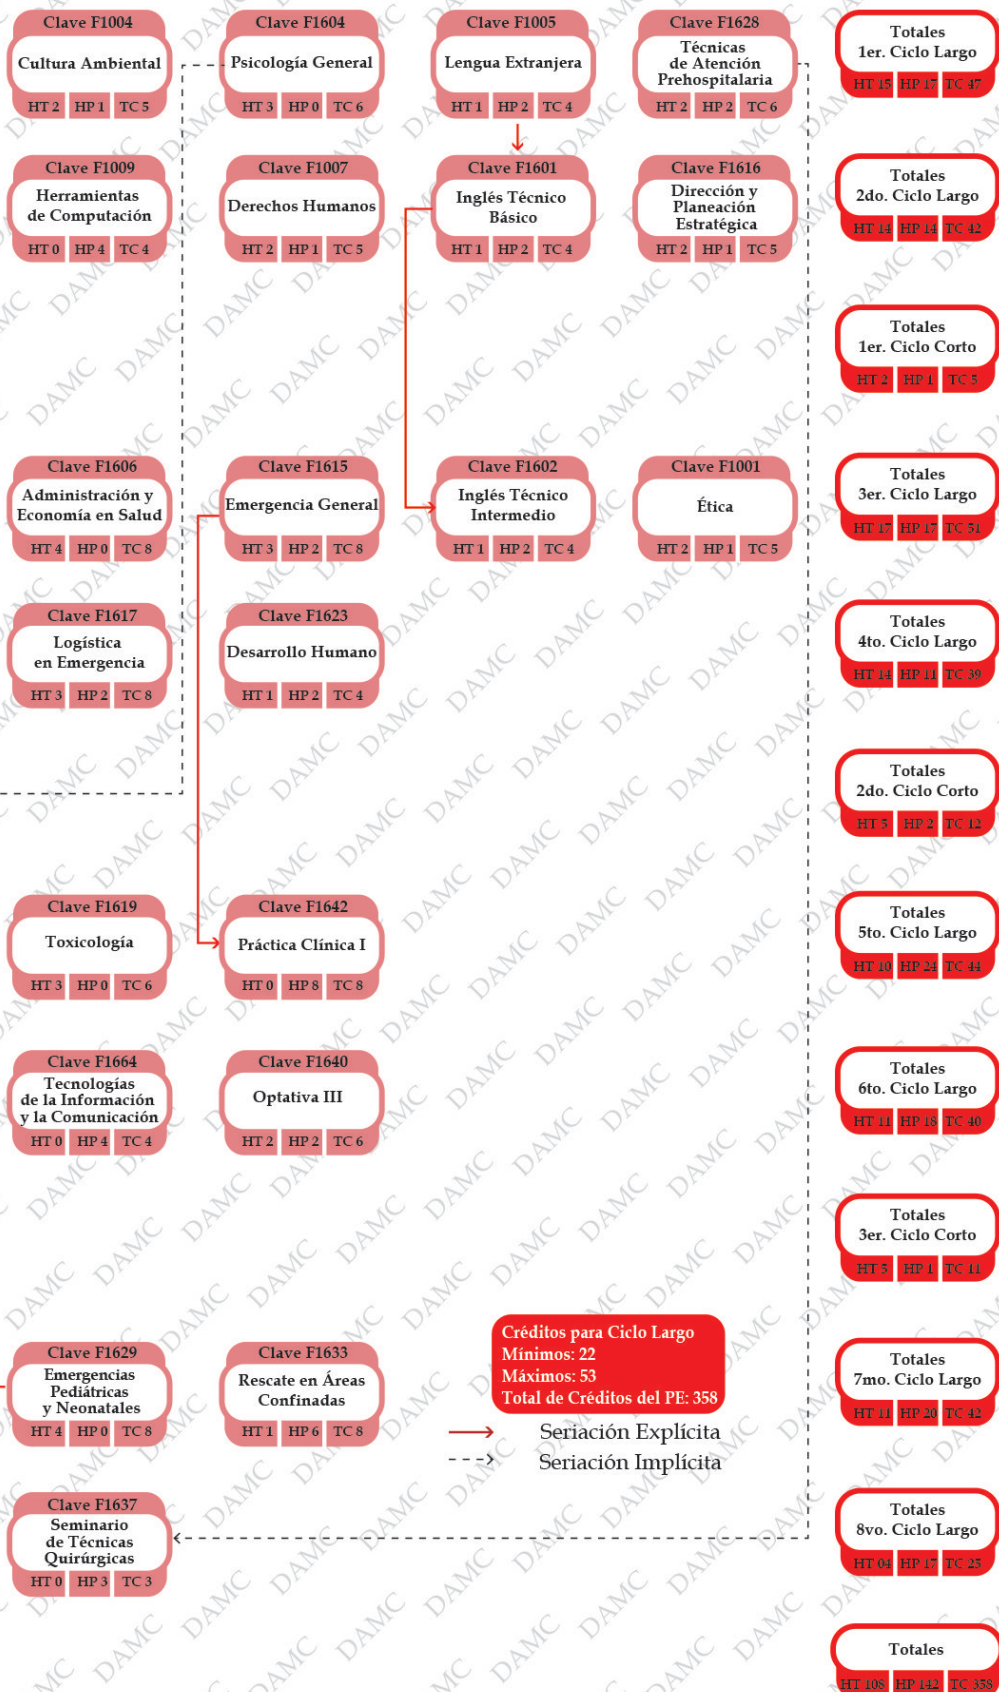 Clave F1004
Cultura Ambiental
HT 2 HP 1 TC 5
Clave F1604
Psicología General
HT 3 HP 0 TC 6
Clave F1005
Lengua Extranjera
HT 1 HP 2 TC 4
Clave F1628
Técnicas
de Atención
Prehospitalaria
HT 2 HP 2 TC 6
Totales
1er. Ciclo Largo
HT 15 HP 17 TC 47
Clave F1009
Herramientas
de Computación
HT 0 HP 4 TC 4
Clave F1007
Derechos Humanos
HT 2 HP 1 TC 5
Clave F1601
Inglés Técnico
Básico
HT 1 HP 2 TC 4
Clave F1616
Dirección y
Planeación
Estratégica
HT 2 HP 1 TC 5
Totales
2do. Ciclo Largo
HT 14 HP 14 TC 42
Totales
1er. Ciclo Corto
HT 2 HP 1 TC 5
Clave F1606
Administración y
Economía en Salud
HT 4 HP 0 TC 8
Clave F1615
Emergencia General
HT 3 HP 2 TC 8
Clave F1602
Inglés Técnico
Intermedio
HT 1 HP 2 TC 4
Clave F1001
Ética
HT 2 HP 1 TC 5
Totales
3er. Ciclo Largo
HT 17 HP 17 TC 51
Clave F1617
Logística
en Emergencia
HT 3 HP 2 TC 8
Clave F1623
Desarrollo Humano
HT 1 HP 2 TC 4
Totales
4to. Ciclo Largo
HT 14 HP 11 TC 39
Totales
2do. Ciclo Corto
HT 5 HP 2 TC 12
Clave F1619
Toxicología
HT 3 HP 0 TC 6
Clave F1642
Práctica Clínica I
HT 0 HP 8 TC 8
Totales
5to. Ciclo Largo
HT 10 HP 24 TC 44
Clave F1664
Tecnologías
de la Información
y la Comunicación
HT 0 HP 4 TC 4
Clave F1640
Optativa III
HT 2 HP 2 TC 6
Totales
6to. Ciclo Largo
HT 11 HP 18 TC 40
Totales
3er. Ciclo Corto
HT 5 HP 1 TC 11
Clave F1629
Emergencias
Pediátricas
y Neonatales
HT 4 HP 0 TC 8
Clave F1633
Rescate en Áreas
Confinadas
HT 1 HP 6 TC 8
Créditos para Ciclo Largo
Mínimos: 22
Máximos: 53
Total de Créditos del PE: 358
Seriación Explícita
Seriación Implícita
Totales
7mo. Ciclo Largo
HT 11 HP 20 TC 42
Clave F1637
Seminario
de Técnicas
Quirúrgicas
HT 0 HP 3 TC 3
Totales
8vo. Ciclo Largo
HT 04 HP 17 TC 25
Totales
HT 108 HP 142 TC 358
DAMC